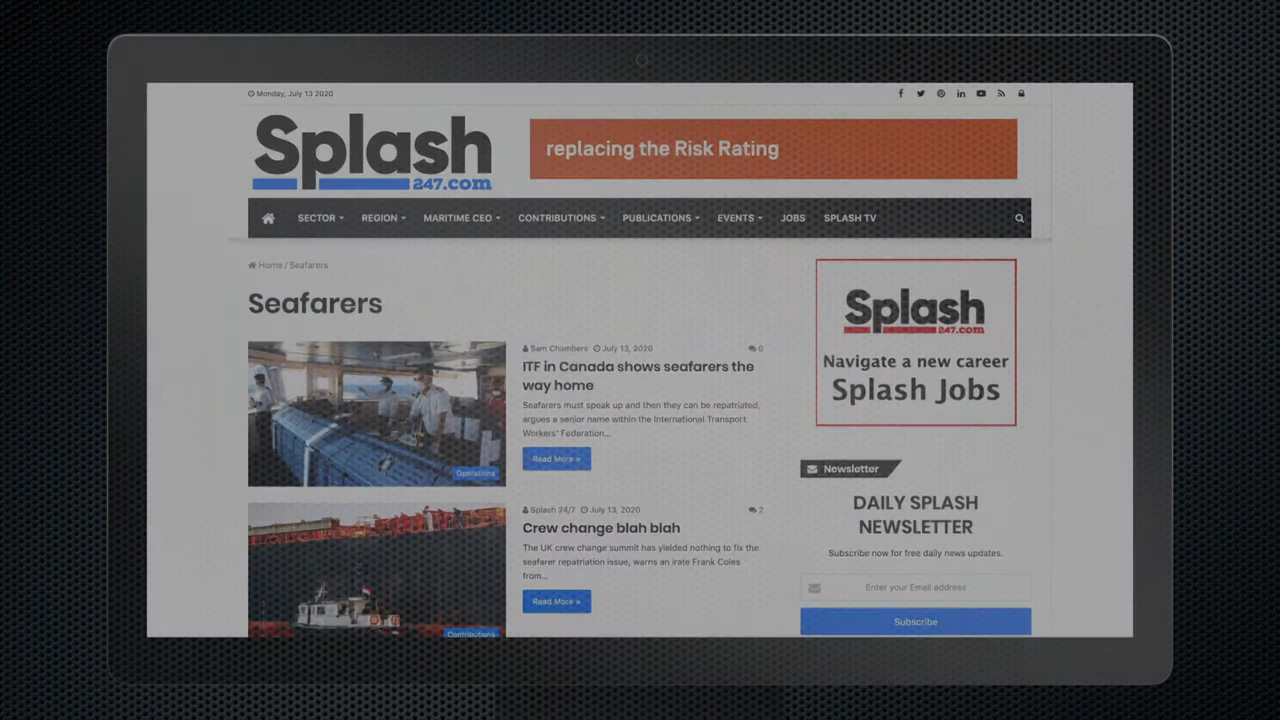 Monday, July 13 2020
Splash
247.com
replacing the Risk Rating
SECTOR REGION MARITIME CEO CONTRIBUTIONS PUBLICATIONS EVENTS JOBS SPLASH TV
Home / Seafarers
Seafarers
Sam Chambers July 13, 2020 0
ITF in Canada shows seafarers the
way home
Seafarers must speak up and then they can be repatriated,
argues a senior name within the International Transport
Workers' Federation...
Read More »
Operations
Splash 24/7 July 13, 2020 2
Crew change blah blah
The UK crew change summit has yielded nothing to fix the
seafarer repatriation issue, warns an irate Frank Coles
from...
Read More »
Contributions
Splash
247.com
Navigate a new career
Splash Jobs
Newsletter
DAILY SPLASH
NEWSLETTER
Subscribe now for free daily news updates.
Enter your Email address
Subscribe